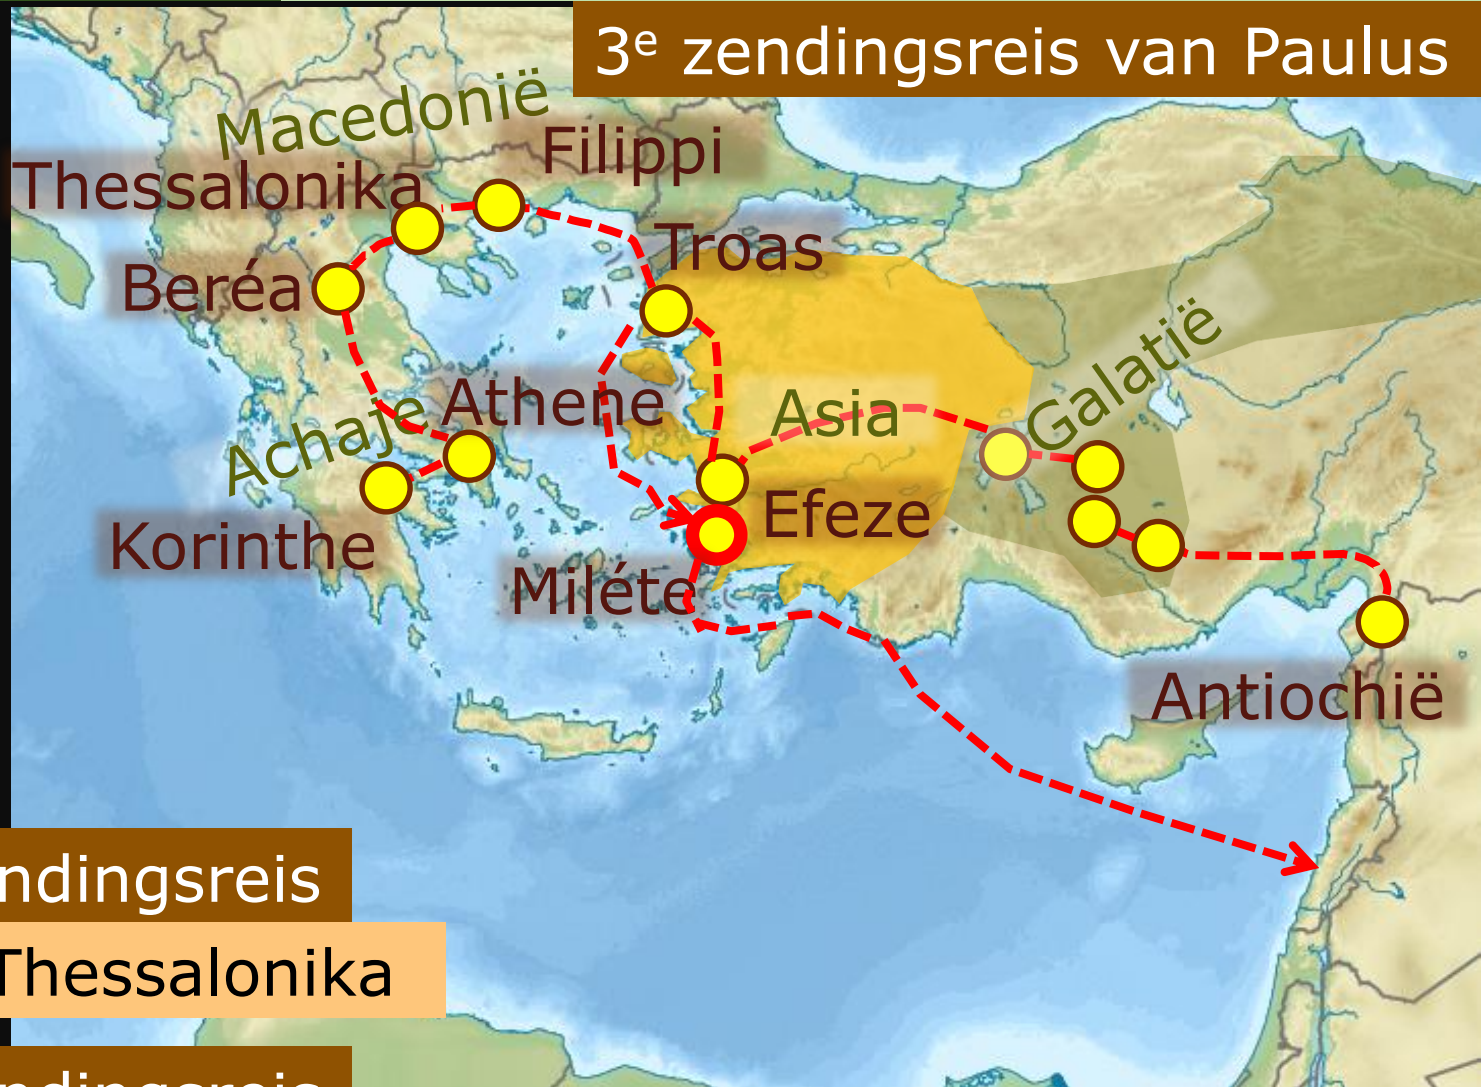 3e zendingsreis van Paulus
Macedonië
Filippi
Thessalonika
Troas
Beréa
Galatië
Asia
Athene
Achaje
Efeze
Korinthe
Miléte
Antiochië
ndingsreis
Thessalonika
ndingsreis